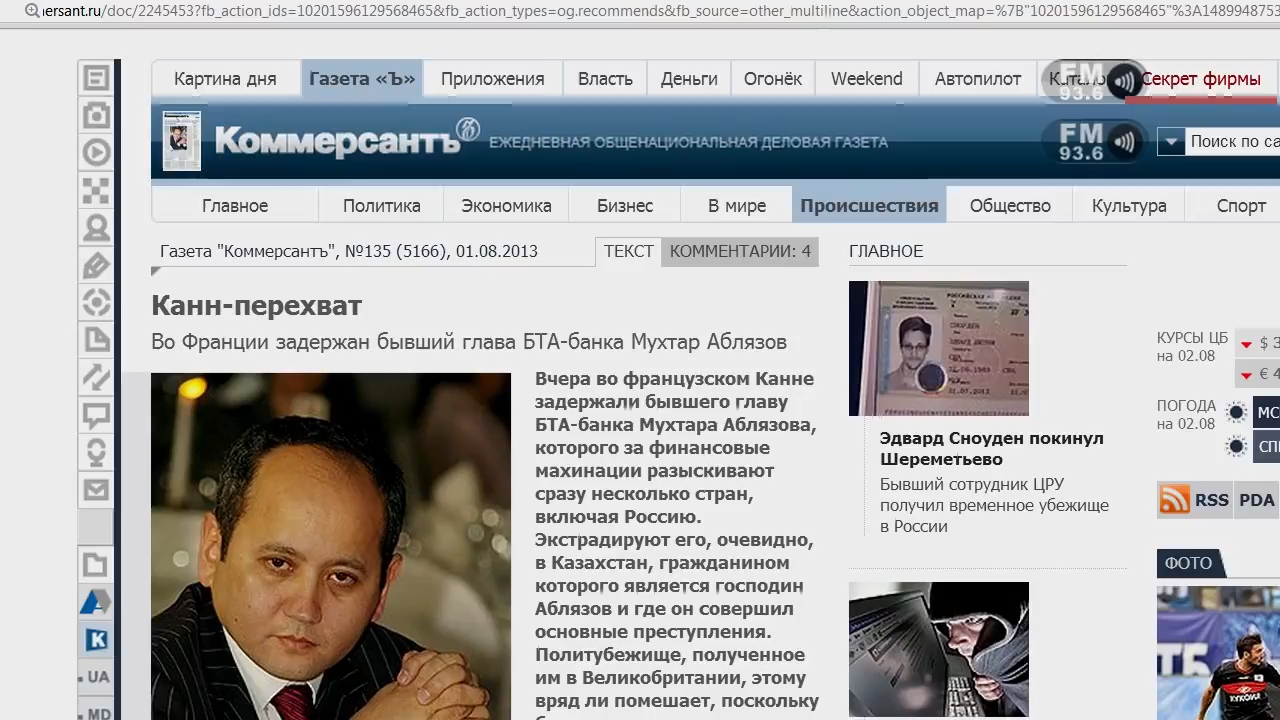 nersant.ru/doc/2245453?fb_action_ids=10201596129568465&fb_action_types=og.recommends&fb_source=other_multiline&action_object_map=%7B"10201596129568465"%3A1489948753
Картина дня Газета «Ъ» Приложения Власть Деньги Огонёк Weekend Автопилот Секрет фирмы
FM 93.6
КоммерсантЪ ЕЖЕДНЕВНАЯ ОБЩЕНАЦИОНАЛЬНАЯ ДЕЛОВАЯ ГАЗЕТА
FM 93.6
Поиск по са
Главное Политика Экономика Бизнес В мире Происшествия Общество Культура Спорт
Газета "Коммерсантъ", №135 (5166), 01.08.2013 ТЕКСТ КОММЕНТАРИИ: 4
Канн-перехват
Во Франции задержан бывший глава БТА-банка Мухтар Аблязов
Вчера во французском Канне
задержали бывшего главу
БТА-банка Мухтара Аблязова,
которого за финансовые
махинации разыскивают
сразу несколько стран,
включая Россию.
Экстрадируют его, очевидно,
в Казахстан, гражданином
которого является господин
Аблязов и где он совершил
основные преступления.
Политубежище, полученное
им в Великобритании, этому
вряд ли помешает, поскольку
ГЛАВНОЕ
Эдвард Сноуден покинул
Шереметьево
Бывший сотрудник ЦРУ
получил временное убежище
в России
КУРСЫ ЦБ
на 02.08
$ 3
€ 4
ПОГОДА
на 02.08
МО
СПБ
RSS PDA
ФОТО
UA
MD